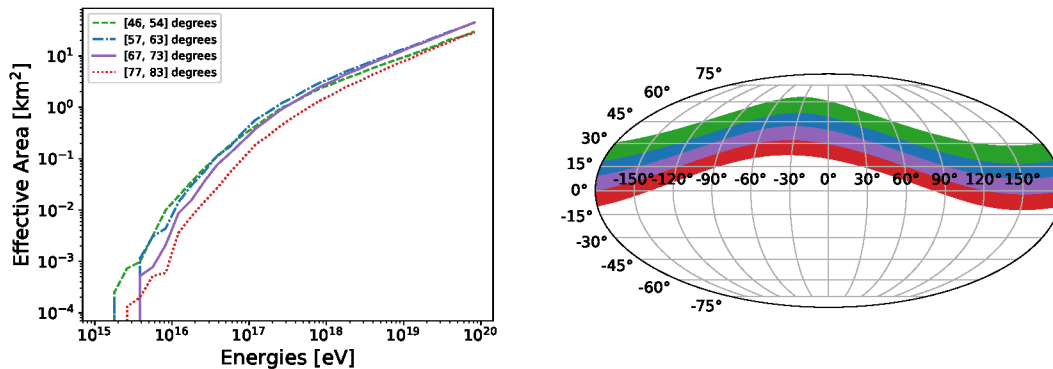 [46, 54] degrees
[57, 63] degrees
[67, 73] degrees
[77, 83] degrees
Effective Area [km²]
10¹
10⁰
10⁻¹
10⁻²
10⁻³
10⁻⁴
10¹⁵ 10¹⁶ 10¹⁷ 10¹⁸ 10¹⁹ 10²⁰
Energies [eV]
75°
60°
45°
30°
15°
0°
-15°
-30°
-45°
-60°
-75°
-150° -120° -90° -60° -30° 0° 30° 60° 90° 120° 150°